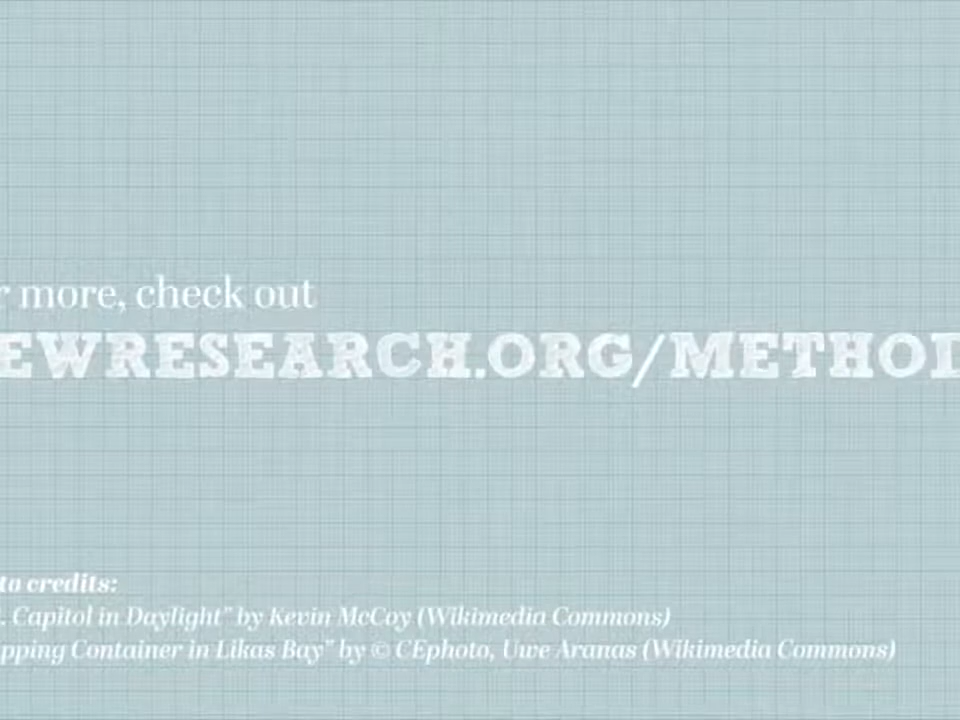 r more, check out
EWRESEARCH.ORG/METHOD
to credits:
. Capitol in Daylight" by Kevin McCoy (Wikimedia Commons)
pping Container in Likas Bay" by © CEphoto, Uwe Aranas (Wikimedia Commons)